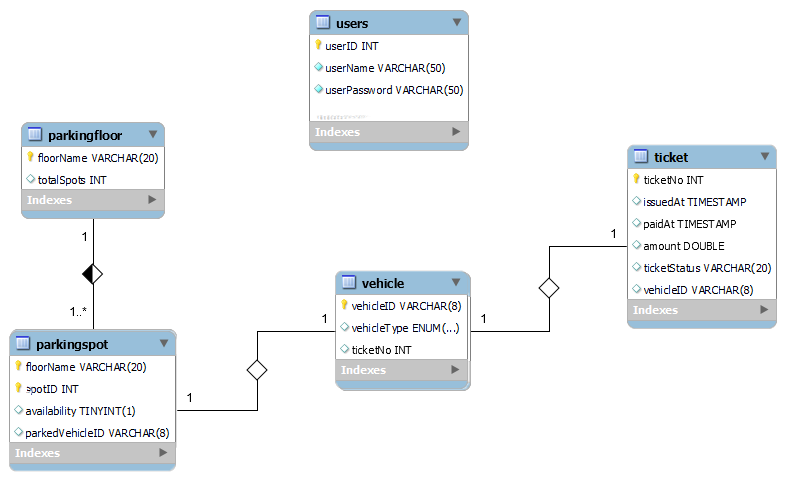 users
userID INT
userName VARCHAR(50)
userPassword VARCHAR(50)
Indexes
parkingfloor
floorName VARCHAR(20)
totalSpots INT
Indexes
1
1..*
parkingspot
floorName VARCHAR(20)
spotID INT
availability TINYINT(1)
parkedVehicleID VARCHAR(8)
Indexes
1
1
vehicle
vehicleID VARCHAR(8)
vehicleType ENUM(...)
ticketNo INT
Indexes
1
1
ticket
ticketNo INT
issuedAt TIMESTAMP
paidAt TIMESTAMP
amount DOUBLE
ticketStatus VARCHAR(20)
vehicleID VARCHAR(8)
Indexes